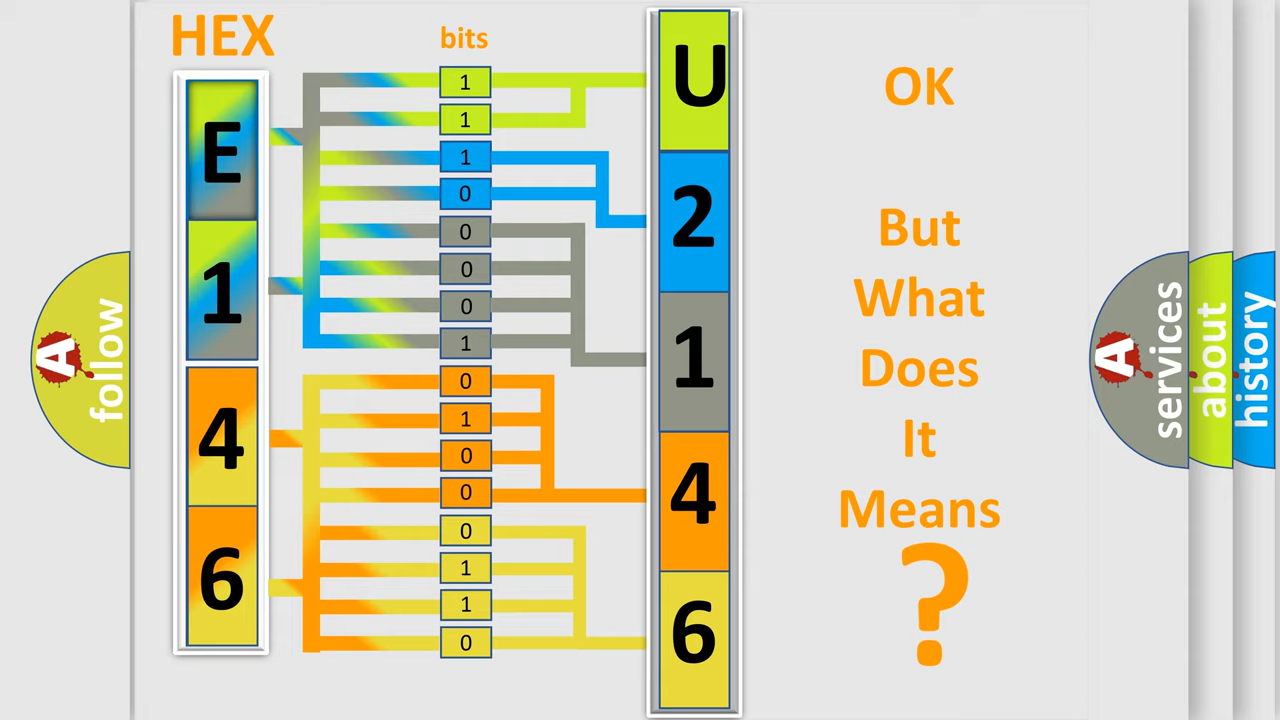 HEX
bits
E
1
4
6
1
1
1
0
0
0
0
1
0
1
0
0
0
1
1
0
U
2
1
4
6
OK
But
What
Does
It
Means
?
A
follow
A
services
about
history